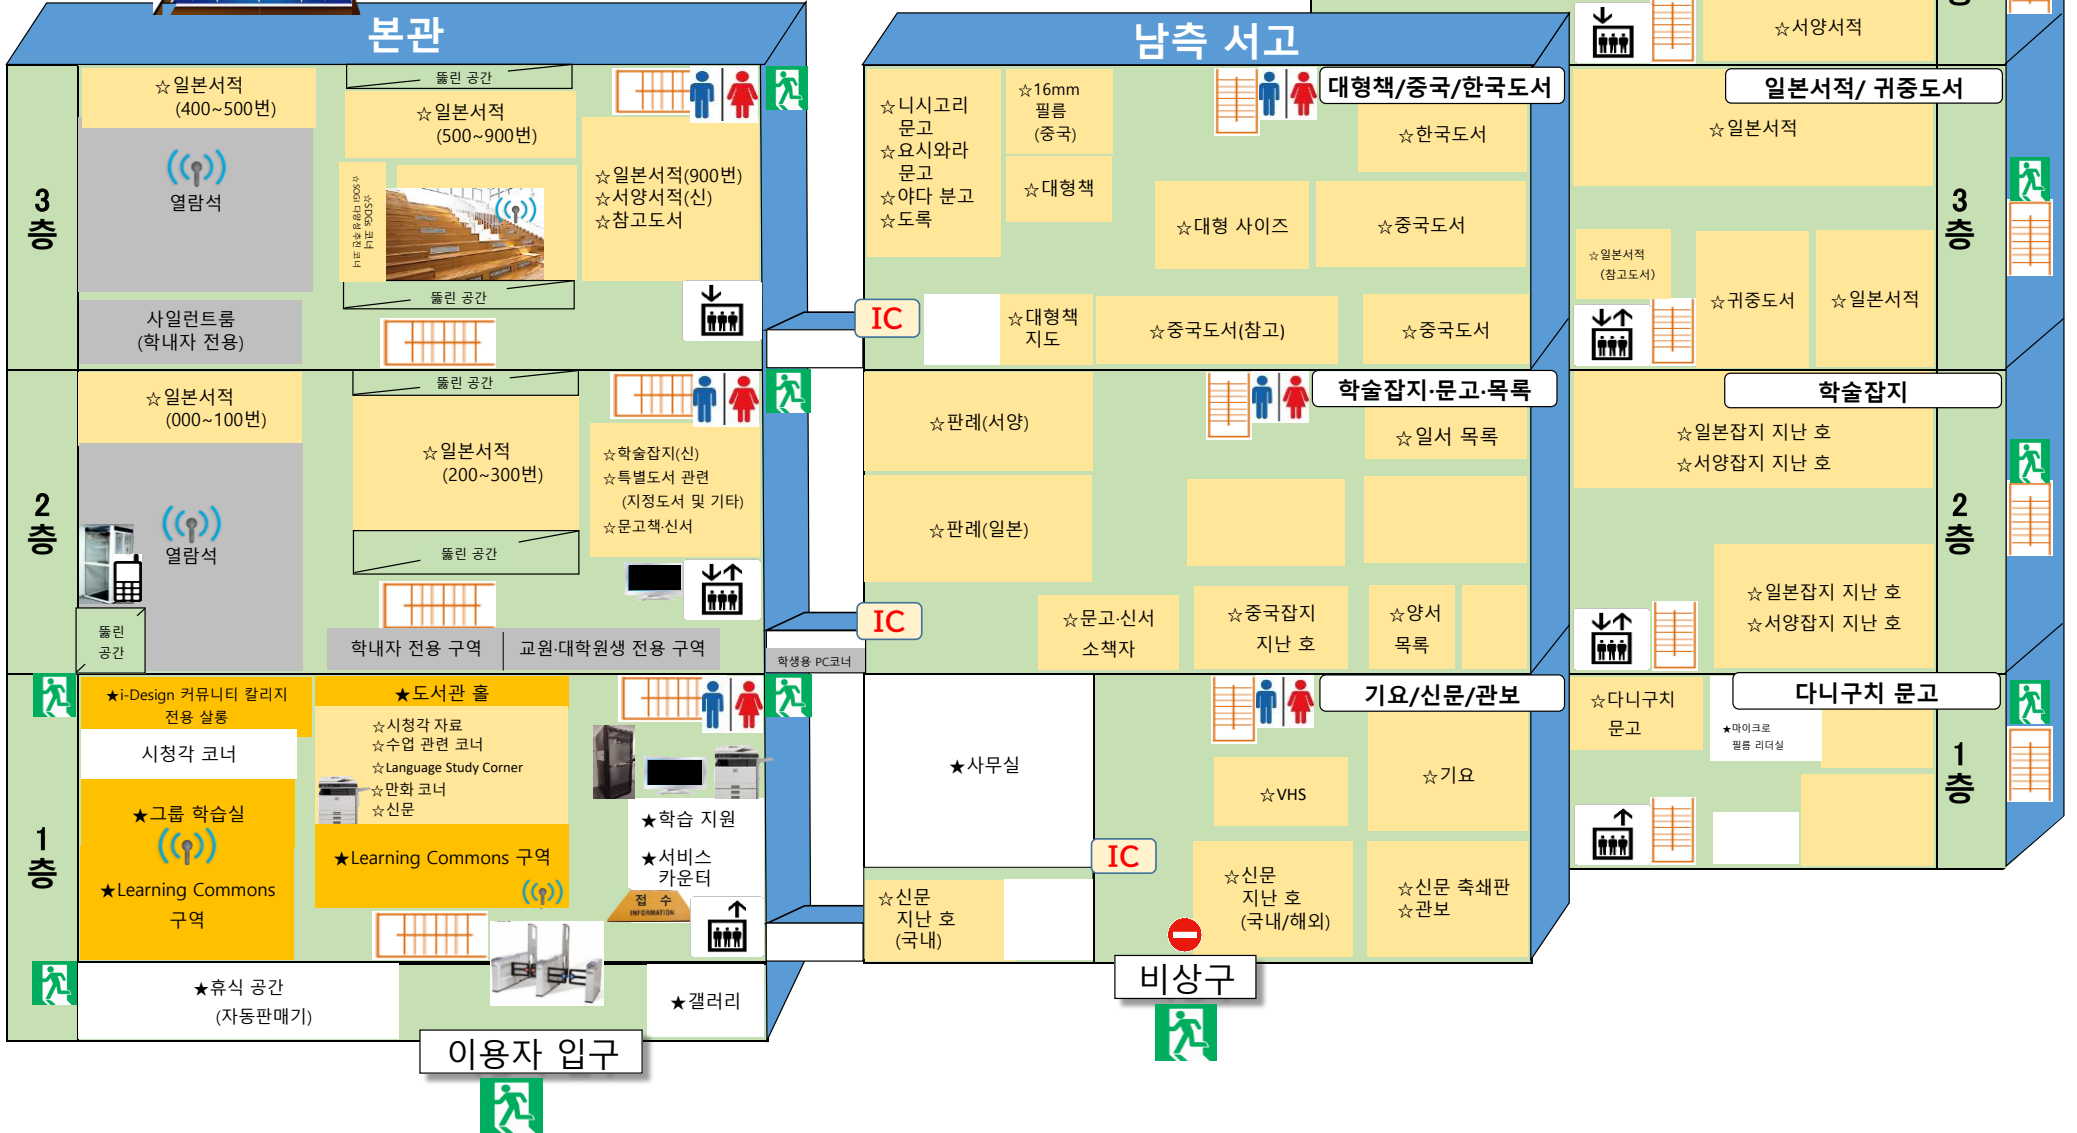 본관
3
층
☆일본서적
(400~500번)
열람석
사일런트룸
(학내자 전용)
뚫린 공간
☆일본서적
(500~900번)
☆SDGs 코너
☆SOGI 다양성 추진 코너
뚫린 공간
☆일본서적(900번)
☆서양서적(신)
☆참고도서
2
층
☆일본서적
(000~100번)
열람석
뚫린
공간
뚫린 공간
☆일본서적
(200~300번)
뚫린 공간
☆학술잡지(신)
☆특별도서 관련
(지정도서 및 기타)
☆문고책·신서
학내자 전용 구역
교원·대학원생 전용 구역
학생용 PC코너
1
층
★i-Design 커뮤니티 칼리지
전용 살롱
시청각 코너
★그룹 학습실
★Learning Commons
구역
★도서관 홀
☆시청각 자료
☆수업 관련 코너
☆Language Study Corner
☆만화 코너
☆신문
★Learning Commons 구역
★학습 지원
★서비스
카운터
접 수
INFORMATION
★휴식 공간
(자동판매기)
★갤러리
이용자 입구
남측 서고
대형책/중국/한국도서
☆니시고리
문고
☆요시와라
문고
☆야다 분고
☆도록
☆16mm
필름
(중국)
☆대형책
☆대형 사이즈
☆한국도서
☆중국도서
IC
☆대형책
지도
☆중국도서(참고)
☆중국도서
학술잡지·문고·목록
☆판례(서양)
☆일서 목록
☆판례(일본)
IC
☆문고·신서
소책자
☆중국잡지
지난 호
☆양서
목록
기요/신문/관보
★사무실
☆VHS
☆기요
IC
☆신문
지난 호
(국내)
☆신문
지난 호
(국내/해외)
☆신문 축쇄판
☆관보
비상구
☆서양서적
일본서적/ 귀중도서
☆일본서적
3
층
☆일본서적
(참고도서)
☆귀중도서
☆일본서적
학술잡지
☆일본잡지 지난 호
☆서양잡지 지난 호
2
층
☆일본잡지 지난 호
☆서양잡지 지난 호
다니구치 문고
☆다니구치
문고
★마이크로
필름 리더실
1
층